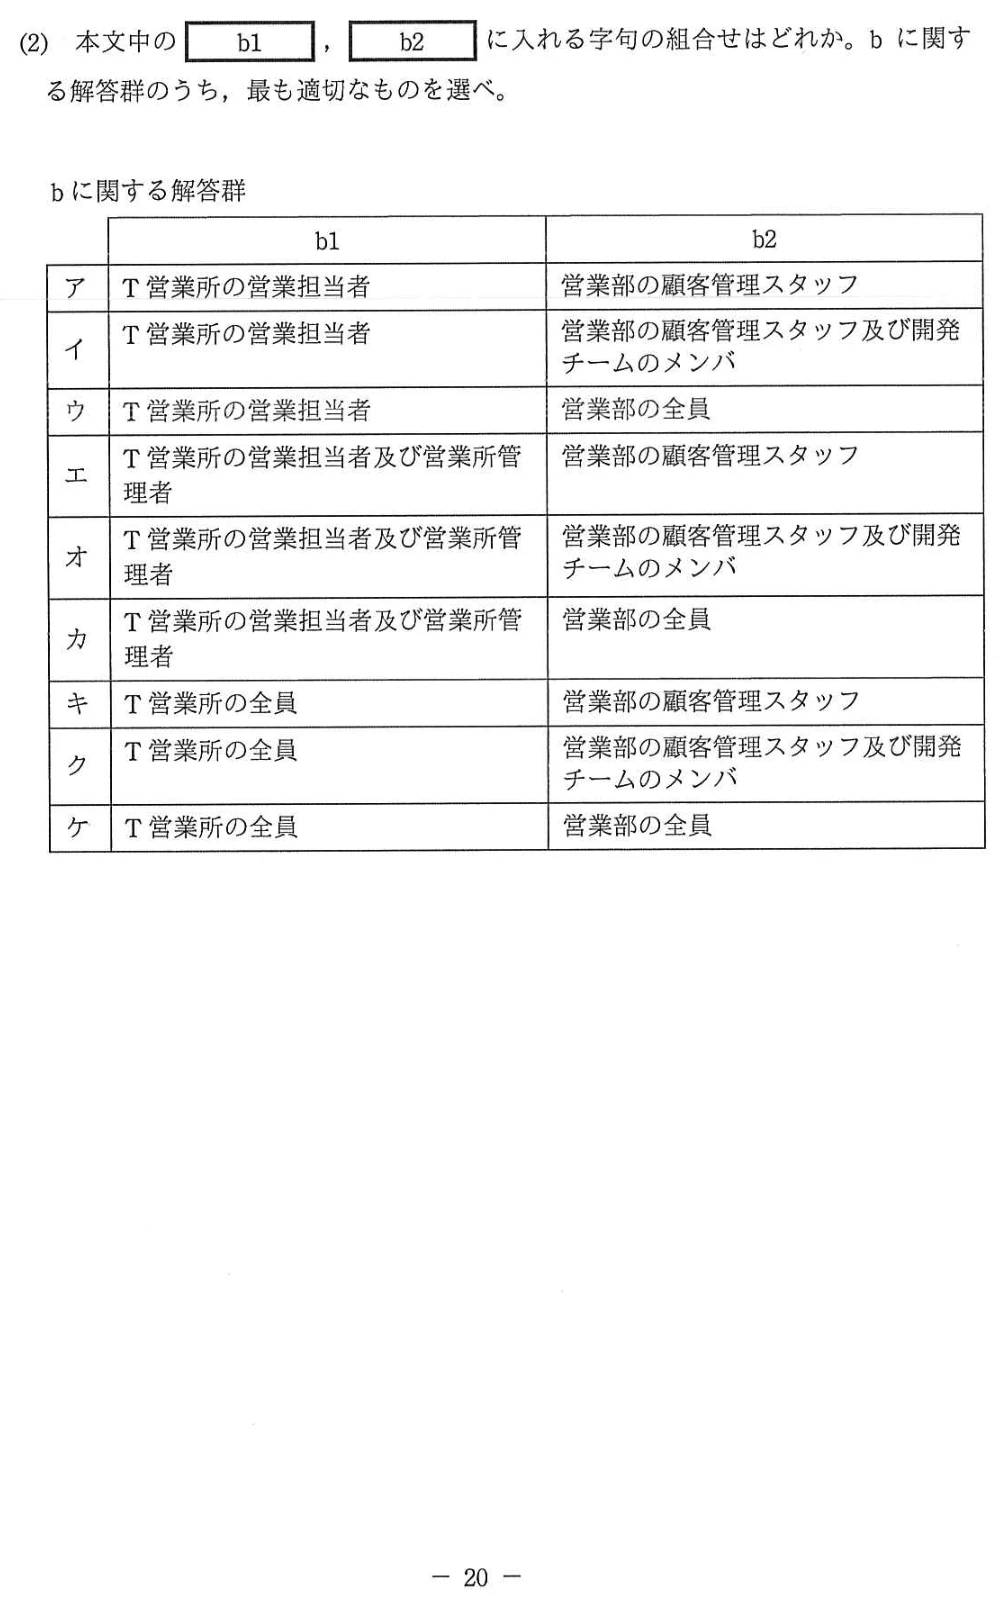 (2) 本文中の b1 , b2 に入れる字句の組合せはどれか。b に関す
る解答群のうち，最も適切なものを選べ。
b に関する解答群
b1 b2
ア T 営業所の営業担当者 営業部の顧客管理スタッフ
イ T 営業所の営業担当者 営業部の顧客管理スタッフ及び開発
チームのメンバ
ウ T 営業所の営業担当者 営業部の全員
エ T 営業所の営業担当者及び営業所管 営業部の顧客管理スタッフ
理者
オ T 営業所の営業担当者及び営業所管 営業部の顧客管理スタッフ及び開発
理者 チームのメンバ
カ T 営業所の営業担当者及び営業所管 営業部の全員
理者
キ T 営業所の全員 営業部の顧客管理スタッフ
ク T 営業所の全員 営業部の顧客管理スタッフ及び開発
チームのメンバ
ケ T 営業所の全員 営業部の全員
— 20 —